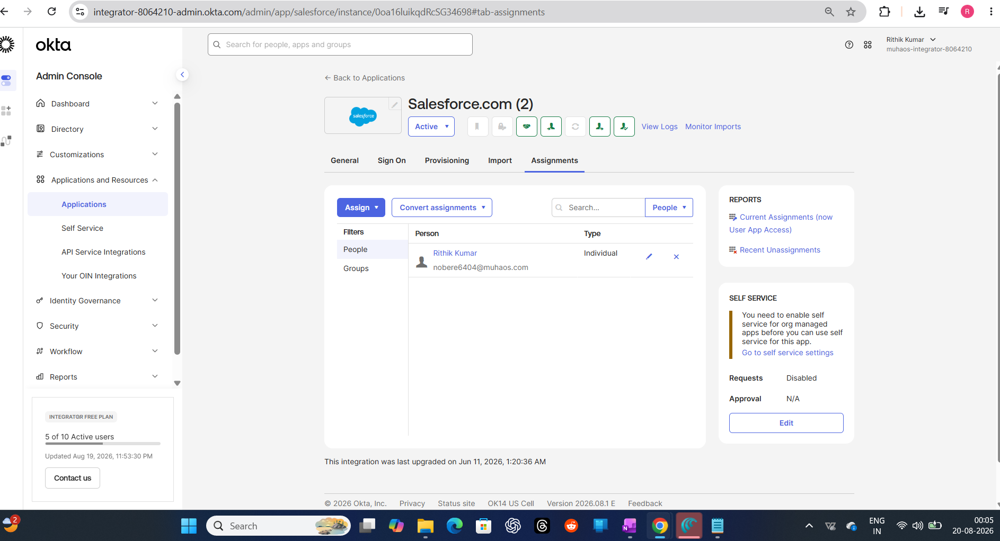 integrator-8064210-admin.okta.com/admin/app/salesforce/instance/0oa16luikqdRcSG34698#tab-assignments
R
okta
Search for people, apps and groups
Rithik Kumar
muhaos-integrator-8064210
Admin Console
Dashboard
Directory
Customizations
Applications and Resources
Applications
Self Service
API Service Integrations
Your OIN Integrations
Identity Governance
Security
Workflow
Reports
INTEGRATOR FREE PLAN
5 of 10 Active users
Updated Aug 19, 2026, 11:53:30 PM
Contact us
← Back to Applications
salesforce
Salesforce.com (2)
Active
View Logs
Monitor Imports
General
Sign On
Provisioning
Import
Assignments
Assign
Convert assignments
Search...
People
Filters
People
Groups
Person
Type
Rithik Kumar
nobere6404@muhaos.com
Individual
REPORTS
Current Assignments (now
User App Access)
Recent Unassignments
SELF SERVICE
You need to enable self
service for org managed
apps before you can use self
service for this app.
Go to self service settings
Requests Disabled
Approval N/A
Edit
This integration was last upgraded on Jun 11, 2026, 1:20:36 AM
© 2026 Okta, Inc. Privacy Status site OK14 US Cell Version 2026.08.1 E Feedback
2
Search
N
ENG
IN
00:05
20-08-2026